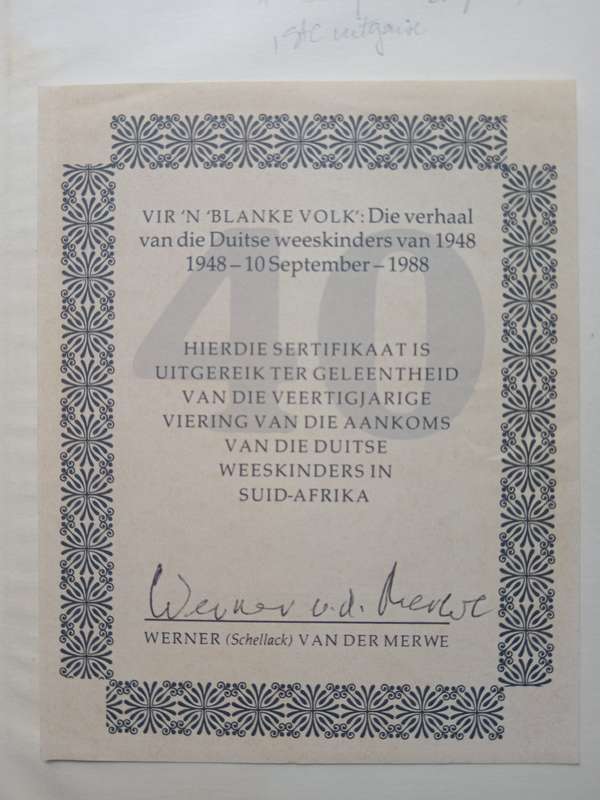 1ste uitgawe
VIR 'N 'BLANKE VOLK': Die verhaal
van die Duitse weeskinders van 1948
1948 – 10 September – 1988
40
HIERDIE SERTIFIKAAT IS
UITGEREIK TER GELEENTHEID
VAN DIE VEERTIGJARIGE
VIERING VAN DIE AANKOMS
VAN DIE DUITSE
WEESKINDERS IN
SUID-AFRIKA
Werner v.d. Merwe
WERNER (Schellack) VAN DER MERWE